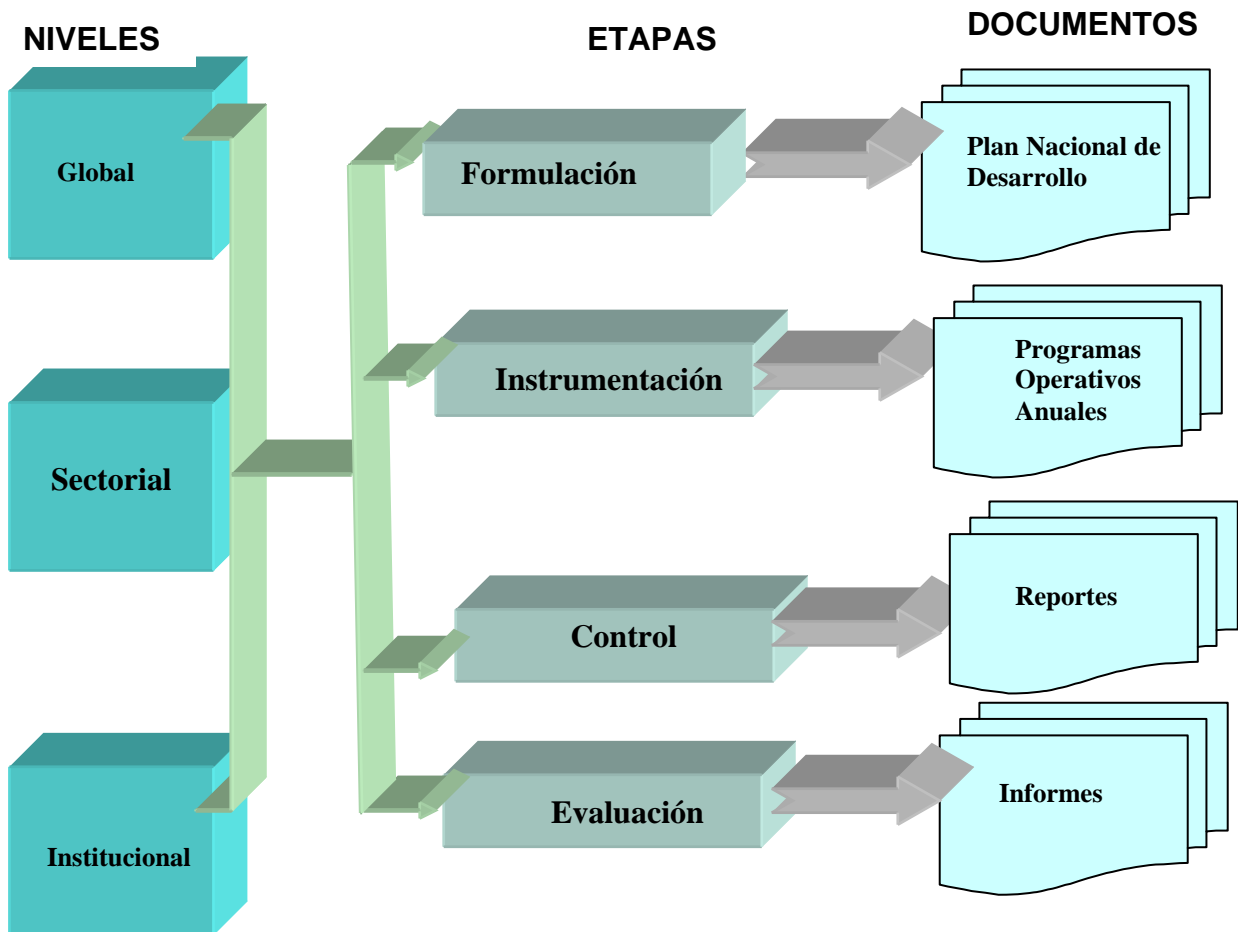 NIVELES
ETAPAS
DOCUMENTOS
Global
Formulación
Plan Nacional de
Desarrollo
Sectorial
Instrumentación
Programas
Operativos
Anuales
Control
Reportes
Institucional
Evaluación
Informes